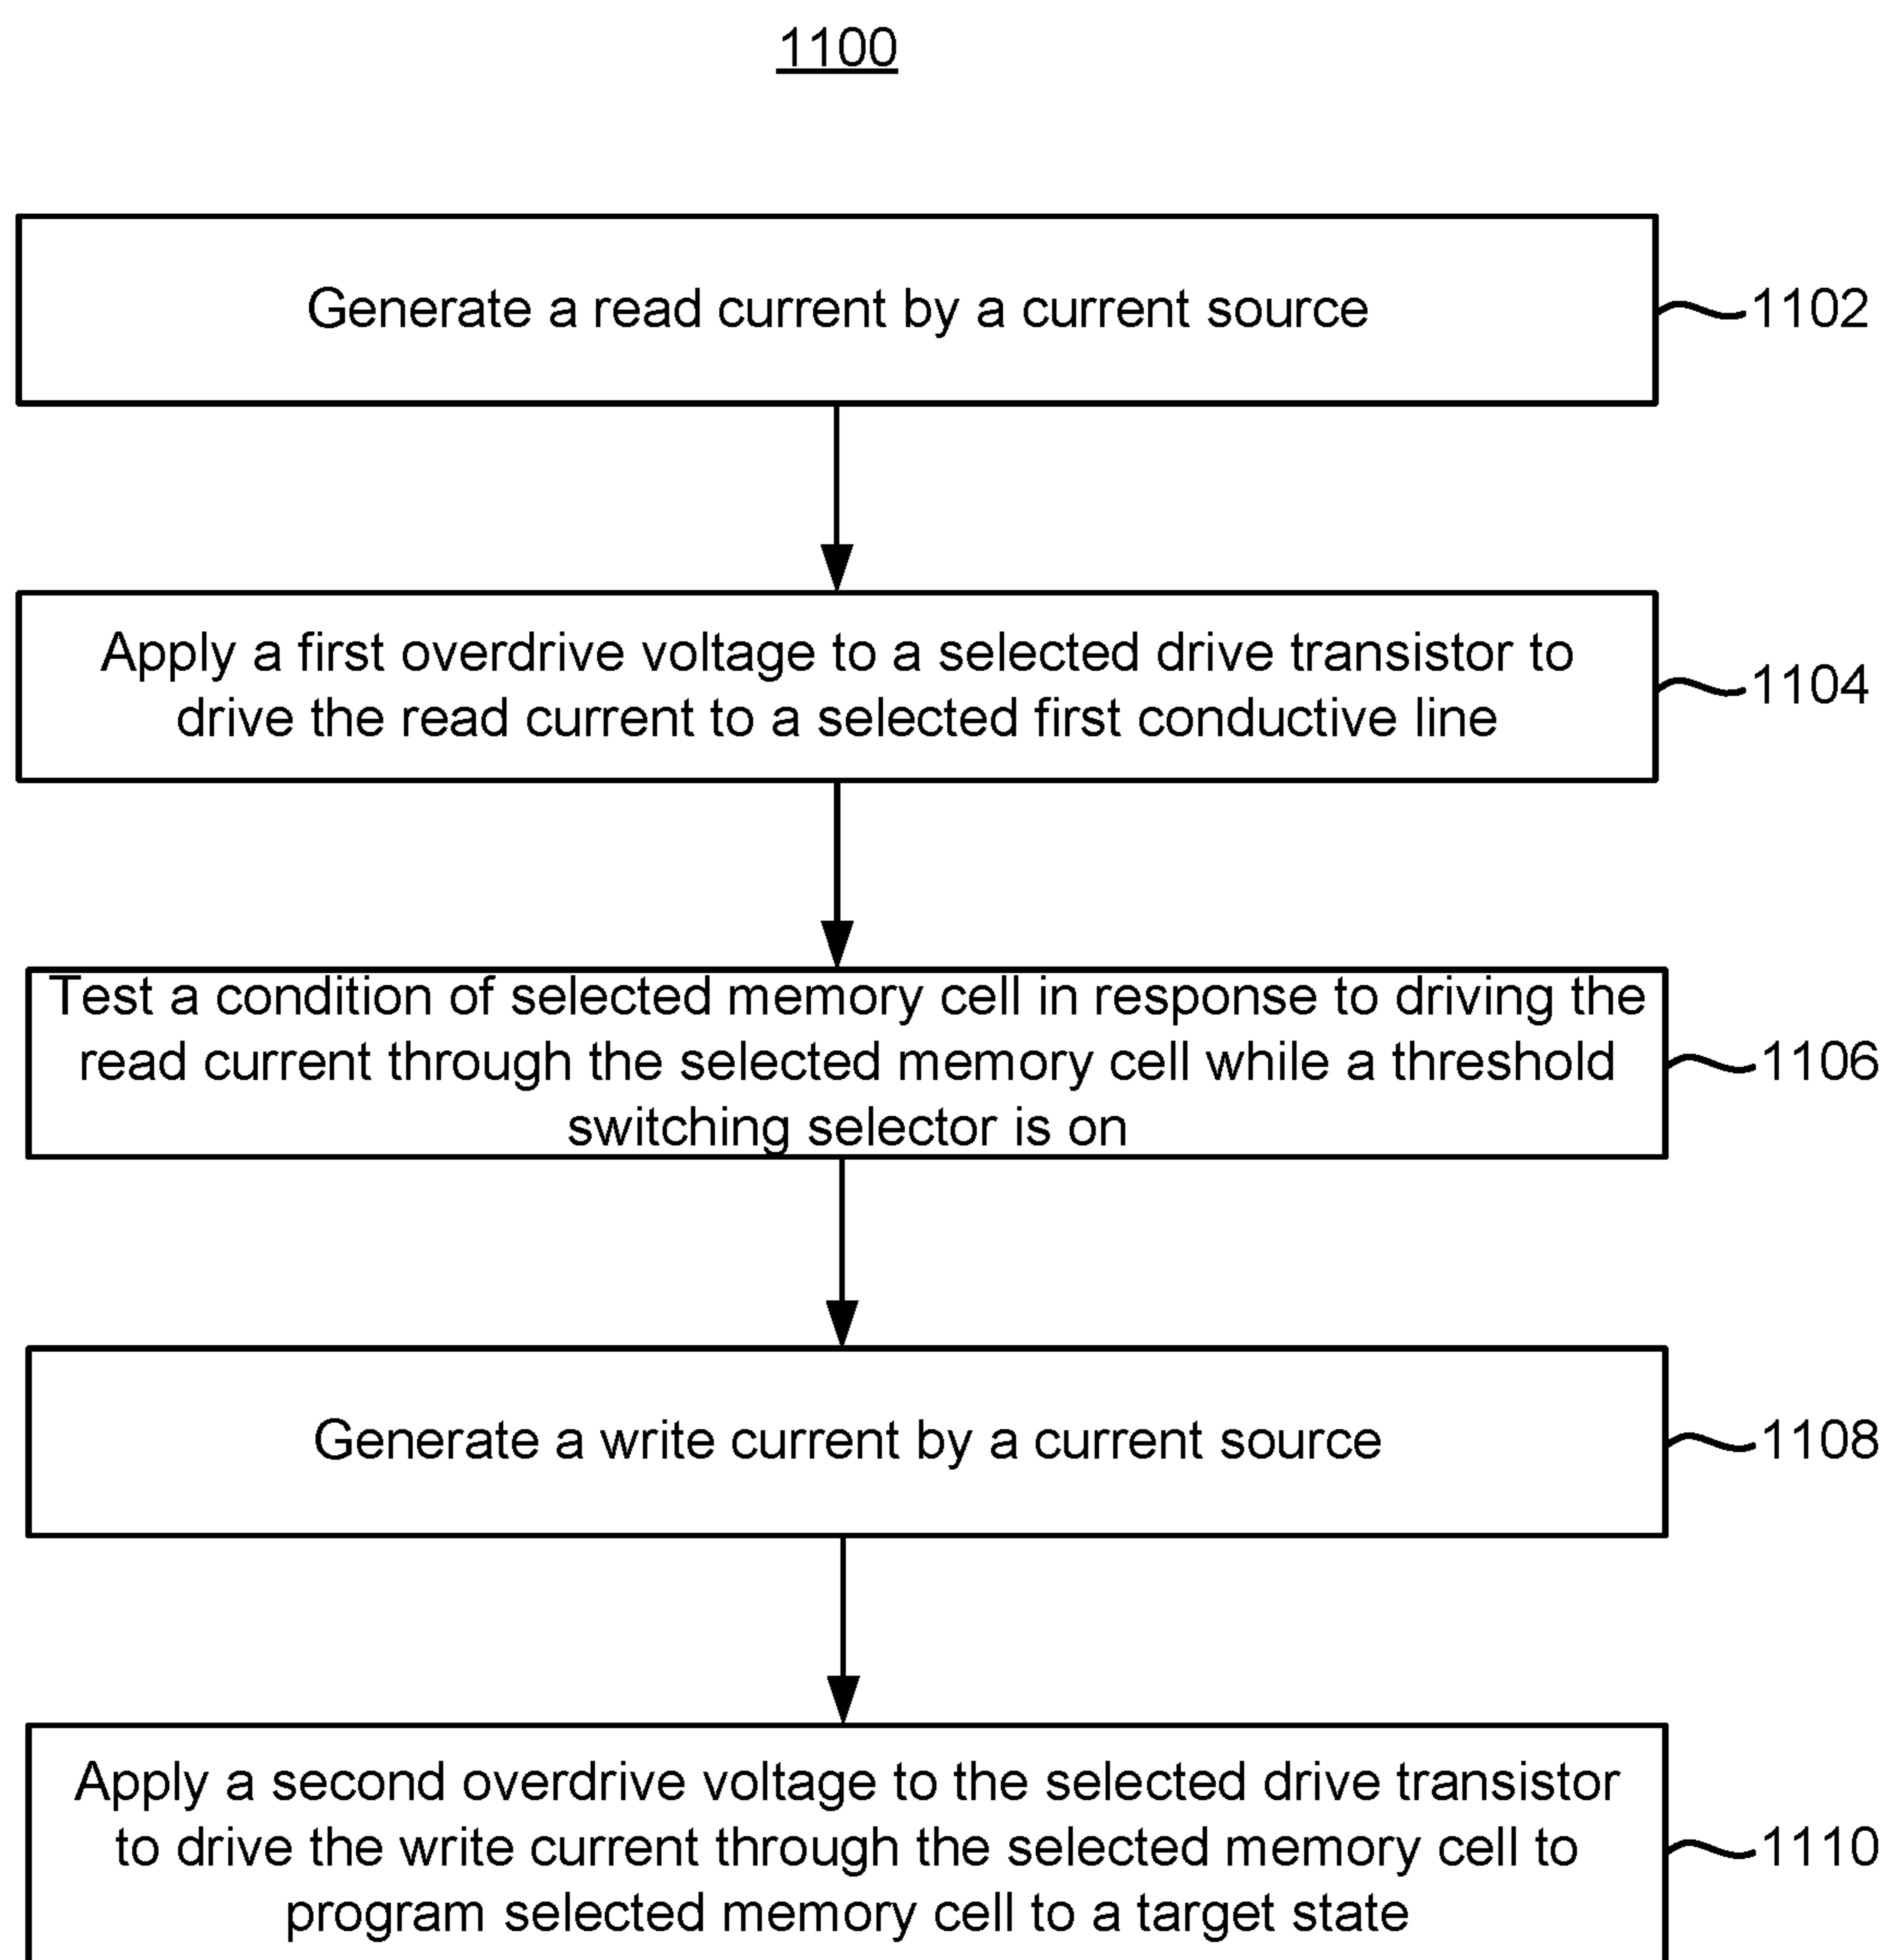 1100
Generate a read current by a current source
1102
Apply a first overdrive voltage to a selected drive transistor to
drive the read current to a selected first conductive line
1104
Test a condition of selected memory cell in response to driving the
read current through the selected memory cell while a threshold
switching selector is on
1106
Generate a write current by a current source
1108
Apply a second overdrive voltage to the selected drive transistor
to drive the write current through the selected memory cell to
program selected memory cell to a target state
1110